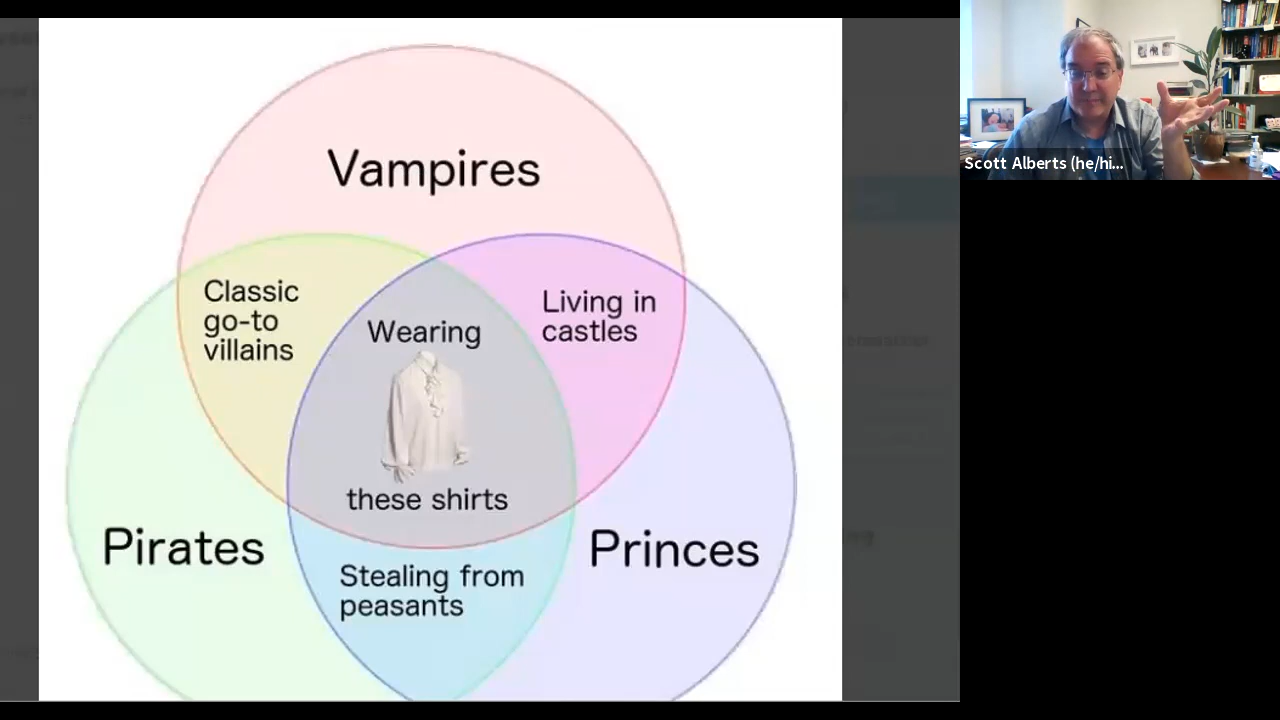 Vampires
Classic
go-to
villains
Wearing
these shirts
Living in
castles
Pirates
Princes
Stealing from
peasants
Scott Alberts (he/hi...